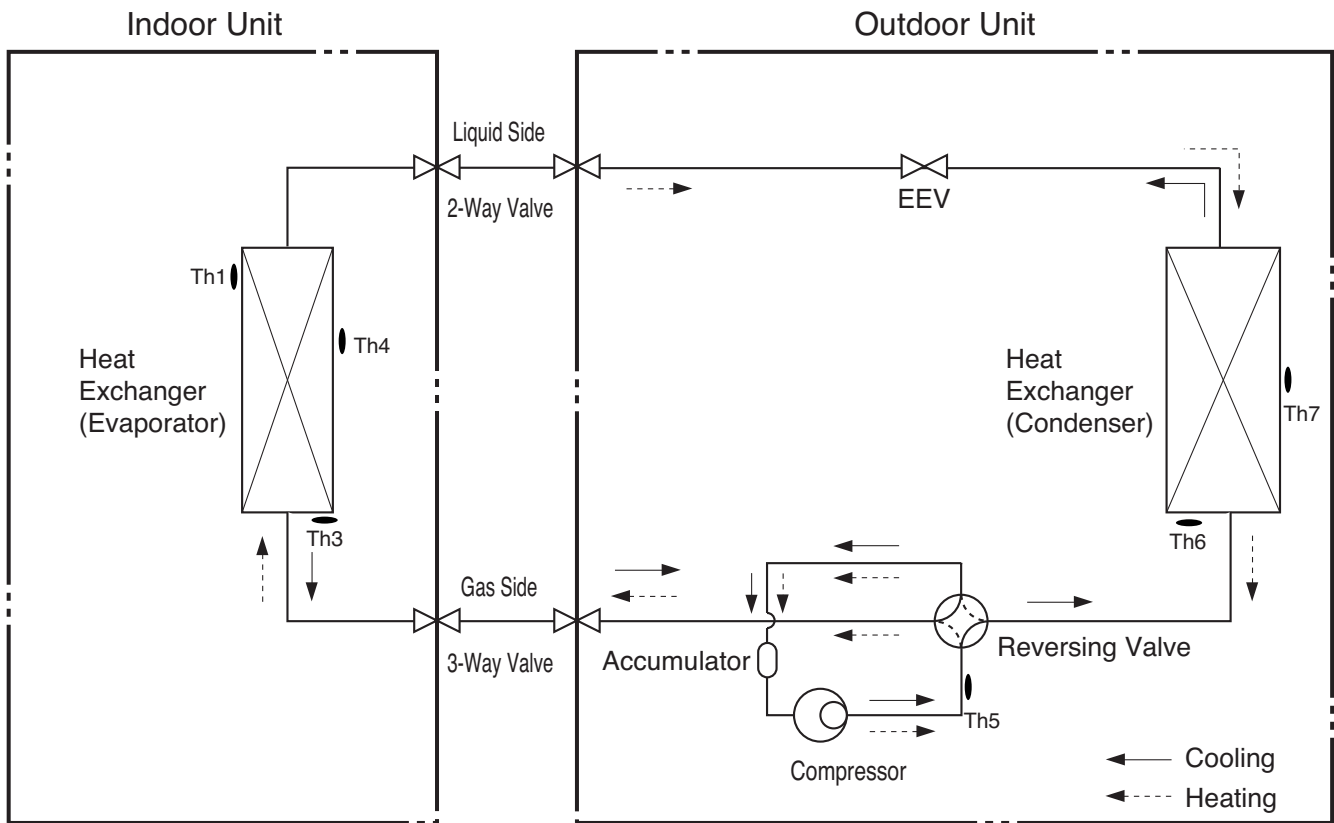 Indoor Unit
Outdoor Unit
Liquid Side
2-Way Valve
EEV
Th1
Th4
Heat
Exchanger
(Evaporator)
Th3
Heat
Exchanger
(Condenser)
Th7
Th6
Gas Side
3-Way Valve
Accumulator
Reversing Valve
Th5
Compressor
Cooling
Heating